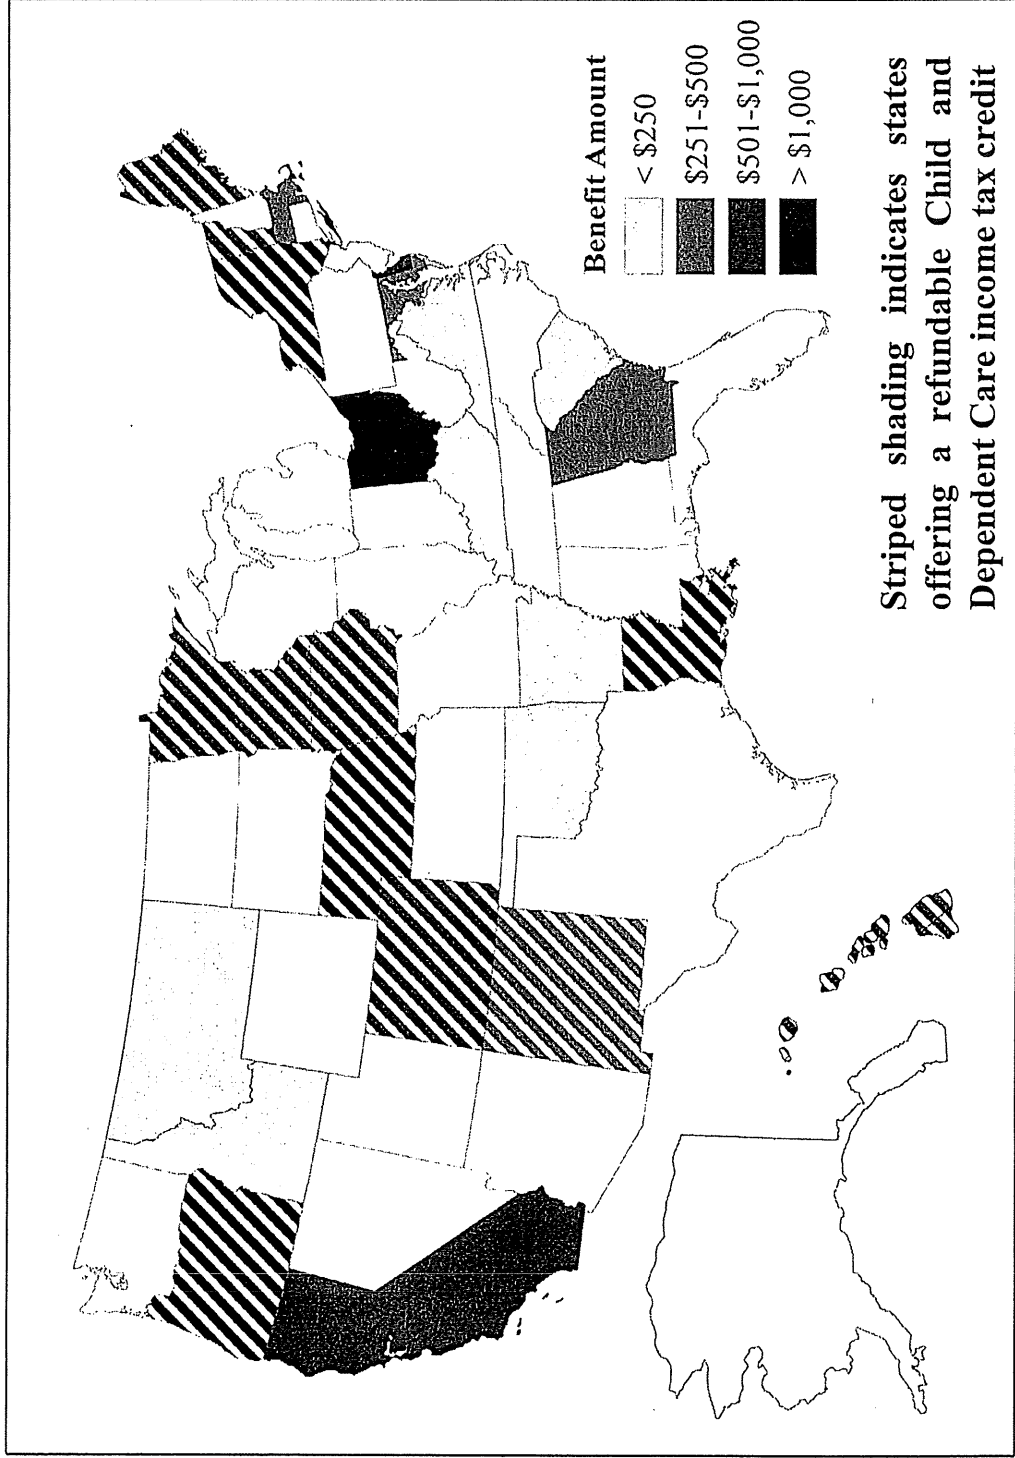 Benefit Amount
< $250
$251-$500
$501-$1,000
> $1,000
Striped shading indicates states
offering a refundable Child and
Dependent Care income tax credit